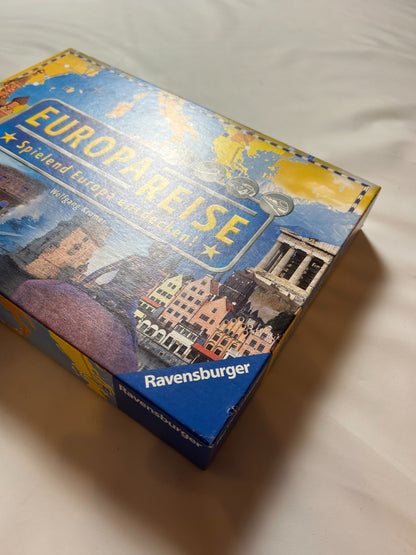 EUROPAREISE
Spielend Europa entdecken!
Wolfgang Kramer
Ravensburger
Ravensburger